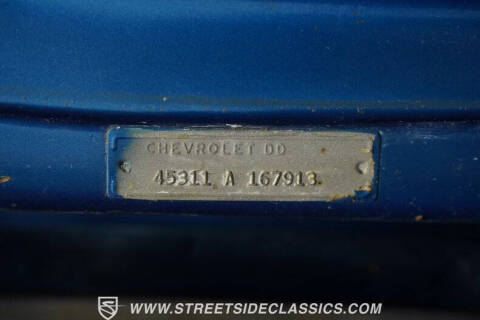 CHEVROLET DD
45311 A 167913
WWW.STREETSIDECLASSICS.COM